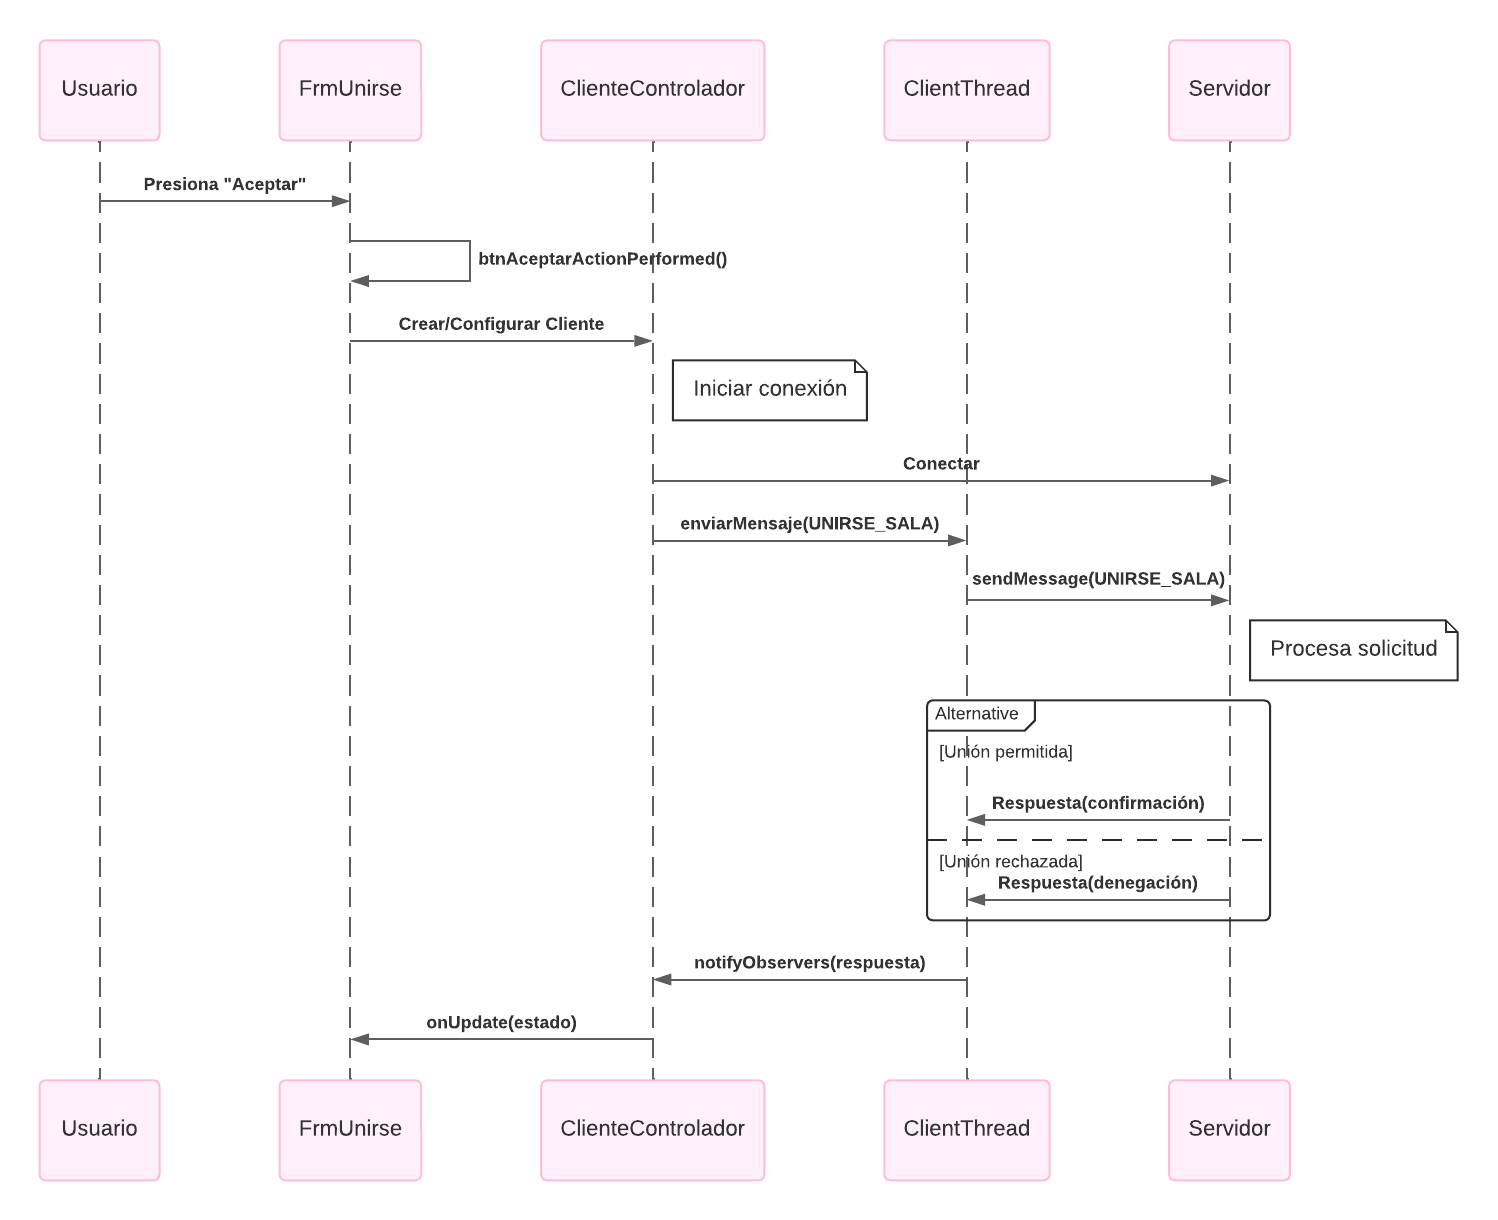 Usuario
FrmUnirse
ClienteControlador
ClientThread
Servidor
Presiona "Aceptar"
btnAceptarActionPerformed()
Crear/Configurar Cliente
Iniciar conexión
Conectar
enviarMensaje(UNIRSE_SALA)
sendMessage(UNIRSE_SALA)
Procesa solicitud
Alternative
[Unión permitida]
Respuesta(confirmación)
[Unión rechazada]
Respuesta(denegación)
notifyObservers(respuesta)
onUpdate(estado)
Usuario
FrmUnirse
ClienteControlador
ClientThread
Servidor